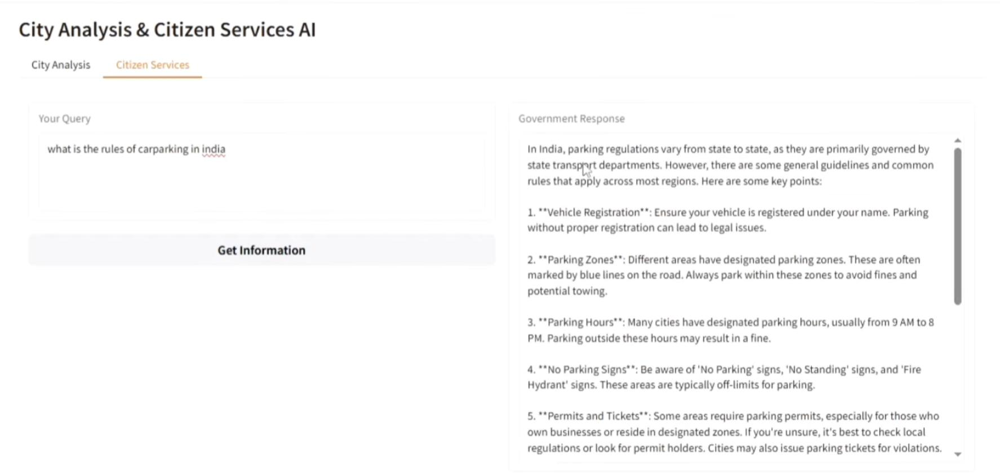 City Analysis & Citizen Services AI
City Analysis
Citizen Services
Your Query
what is the rules of carparking in india
Get Information
Government Response
In India, parking regulations vary from state to state, as they are primarily governed by
state transport departments. However, there are some general guidelines and common
rules that apply across most regions. Here are some key points:
1. **Vehicle Registration**: Ensure your vehicle is registered under your name. Parking
without proper registration can lead to legal issues.
2. **Parking Zones**: Different areas have designated parking zones. These are often
marked by blue lines on the road. Always park within these zones to avoid fines and
potential towing.
3. **Parking Hours**: Many cities have designated parking hours, usually from 9 AM to 8
PM. Parking outside these hours may result in a fine.
4. **No Parking Signs**: Be aware of 'No Parking' signs, 'No Standing' signs, and 'Fire
Hydrant' signs. These areas are typically off-limits for parking.
5. **Permits and Tickets**: Some areas require parking permits, especially for those who
own businesses or reside in designated zones. If you're unsure, it's best to check local
regulations or look for permit holders. Cities may also issue parking tickets for violations.